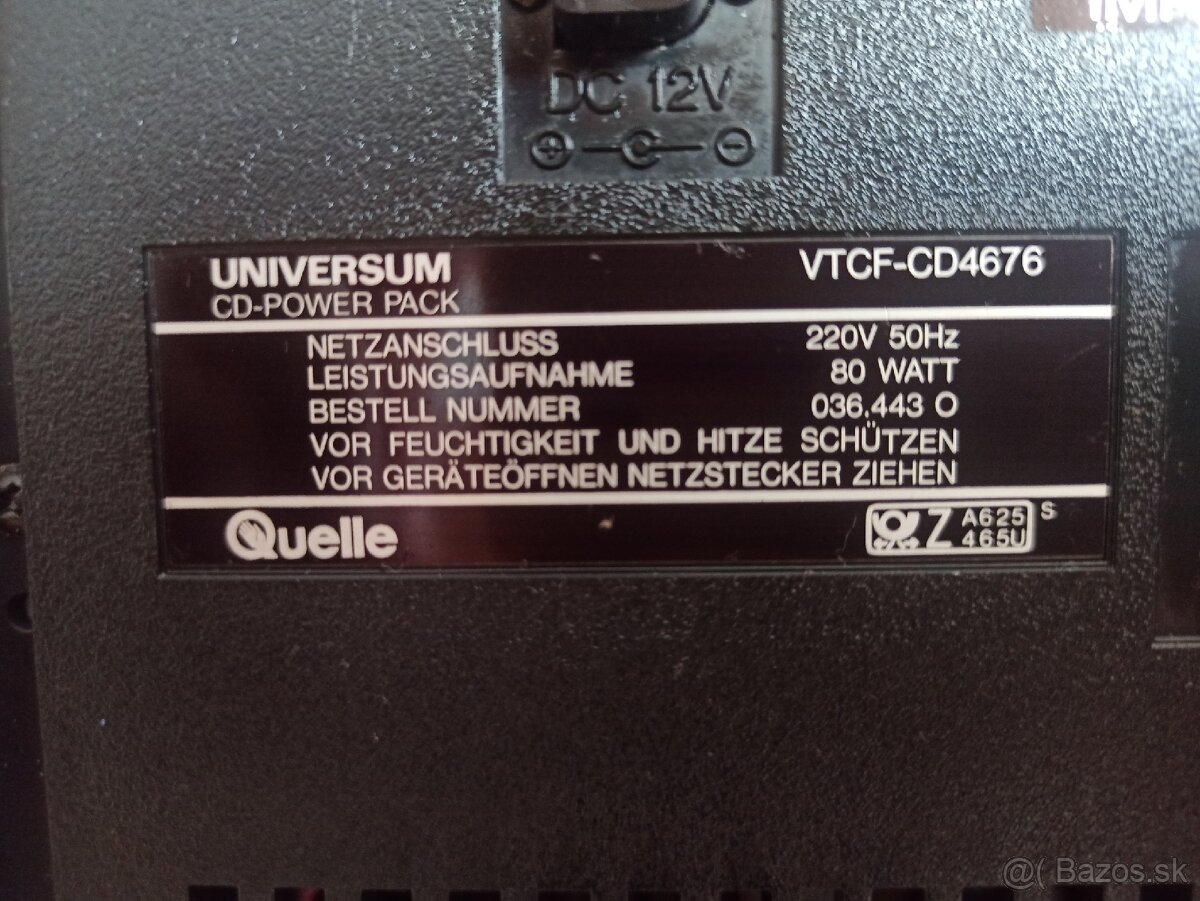 DC 12V
UNIVERSUM VTCF-CD4676
CD-POWER PACK
NETZANSCHLUSS 220V 50Hz
LEISTUNGSAUFNAHME 80 WATT
BESTELL NUMMER 036.443 O
VOR FEUCHTIGKEIT UND HITZE SCHÜTZEN
VOR GERÄTEÖFFNEN NETZSTECKER ZIEHEN
Quelle Z A625 S
465U
@( Bazos.sk